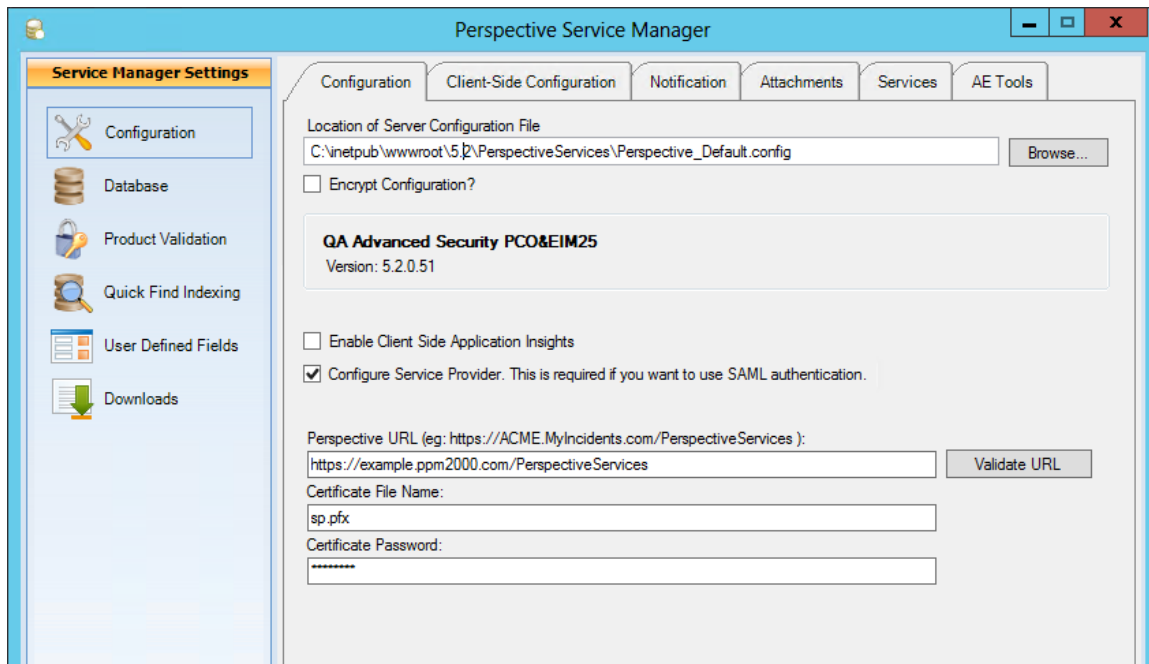 Perspective Service Manager
Service Manager Settings
Configuration
Database
Product Validation
Quick Find Indexing
User Defined Fields
Downloads
Configuration Client-Side Configuration Notification Attachments Services AE Tools
Location of Server Configuration File
C:\inetpub\wwwroot\5.2\PerspectiveServices\Perspective_Default.config Browse...
Encrypt Configuration?
QA Advanced Security PCO&EIM25
Version: 5.2.0.51
Enable Client Side Application Insights
Configure Service Provider. This is required if you want to use SAML authentication.
Perspective URL (eg: https://ACME.MyIncidents.com/PerspectiveServices ):
https://example.ppm2000.com/PerspectiveServices Validate URL
Certificate File Name:
sp.pfx
Certificate Password:
********